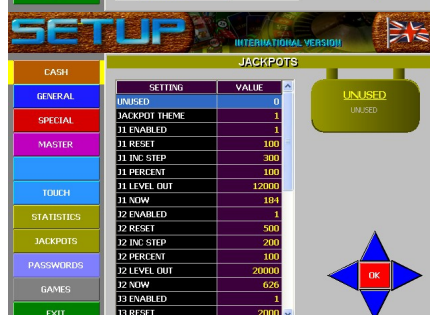 SETUP
INTERNATIONAL VERSION
JACKPOTS
CASH
GENERAL
SPECIAL
MASTER
TOUCH
STATISTICS
JACKPOTS
PASSWORDS
GAMES
EXIT
SETTING VALUE
UNUSED 0
JACKPOT THEME 1
J1 ENABLED 1
J1 RESET 100
J1 INC STEP 300
J1 PERCENT 100
J1 LEVEL OUT 12000
J1 NOW 184
J2 ENABLED 1
J2 RESET 500
J2 INC STEP 200
J2 PERCENT 100
J2 LEVEL OUT 20000
J2 NOW 626
J3 ENABLED 1
J3 RESET 2000
UNUSED
UNUSED
OK